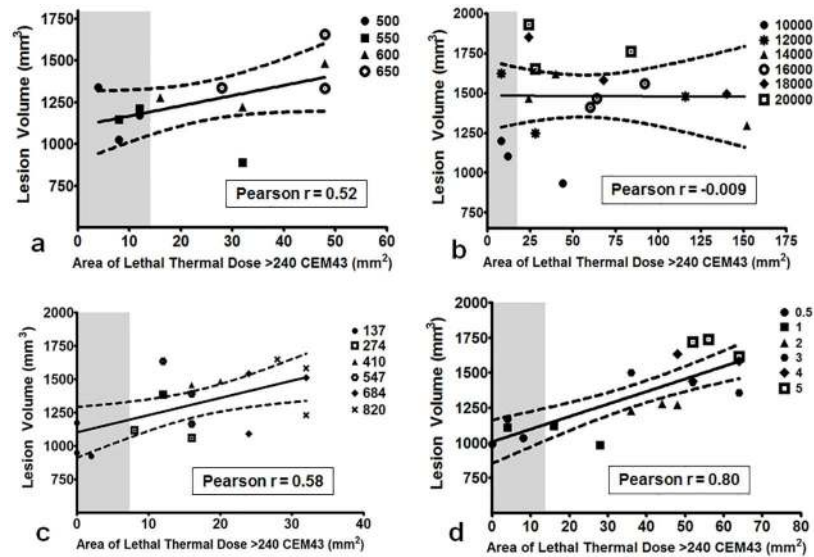 1750
1500
1250
1000
750
Lesion Volume (mm³)
500
550
600
650
Pearson r = 0.52
0 20 40 60
a
Area of Lethal Thermal Dose >240 CEM43 (mm²)
2000
1750
1500
1250
1000
750
Lesion Volume (mm³)
10000
12000
14000
16000
18000
20000
Pearson r = -0.009
0 25 50 75 100 125 150 175
b
Area of Lethal Thermal Dose >240 CEM43 (mm²)
2000
1750
1500
1250
1000
750
Lesion Volume (mm³)
137
274
410
547
684
820
Pearson r = 0.58
0 10 20 30 40
c
Area of Lethal Thermal Dose >240 CEM43 (mm²)
2000
1750
1500
1250
1000
750
Lesion Volume (mm³)
0.5
1
2
3
4
5
Pearson r = 0.80
0 10 20 30 40 50 60 70 80
d
Area of Lethal Thermal Dose >240 CEM43 (mm²)